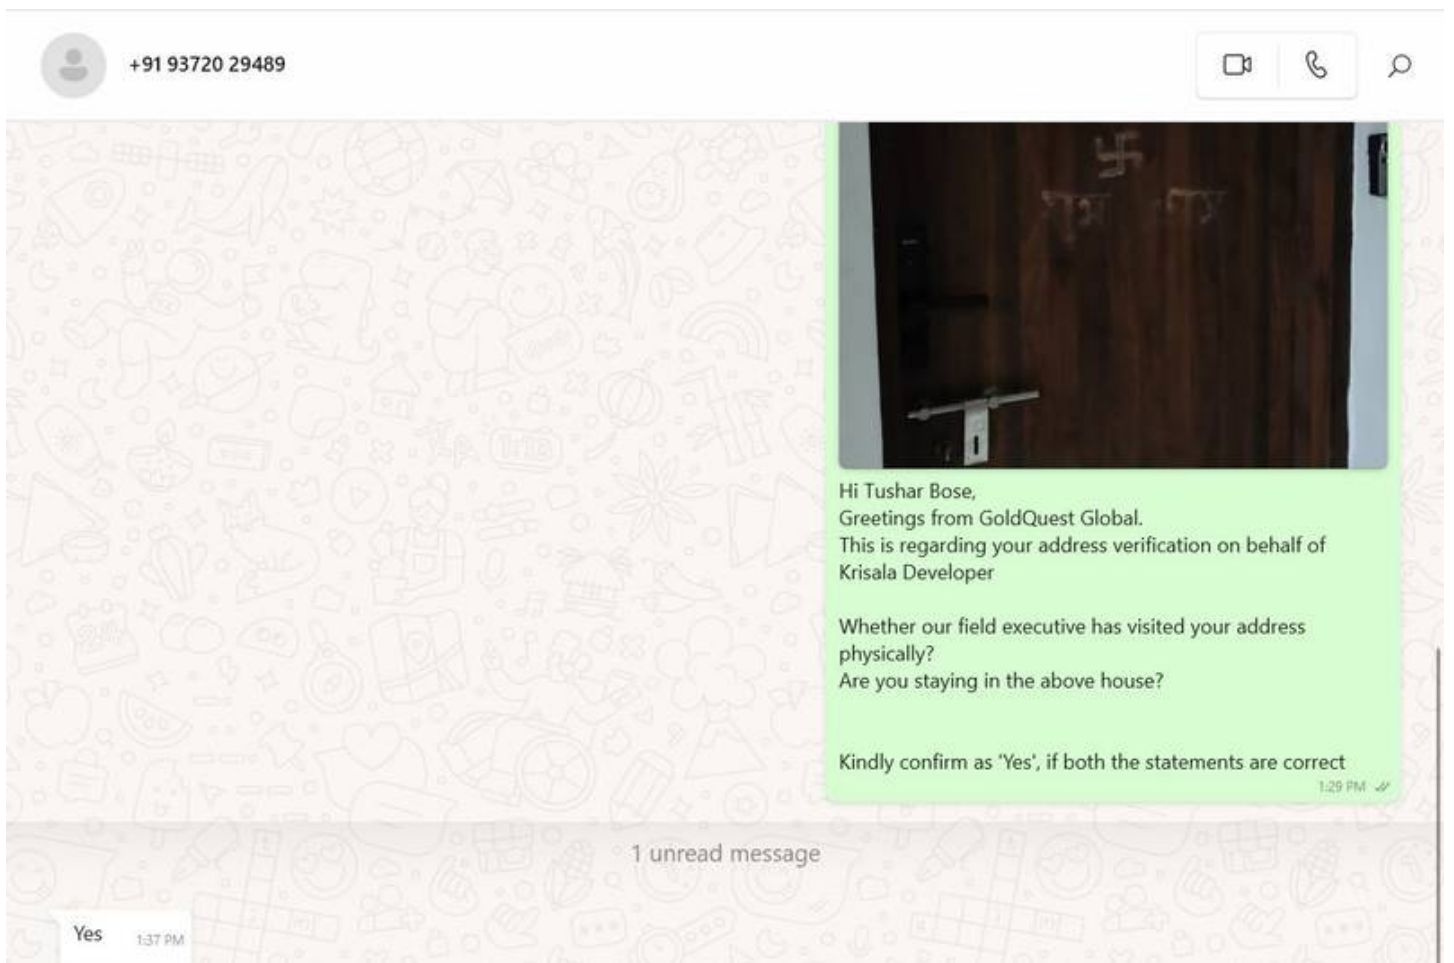 +91 93720 29489
शुभ लाभ
Hi Tushar Bose,
Greetings from GoldQuest Global.
This is regarding your address verification on behalf of
Krisala Developer
Whether our field executive has visited your address
physically?
Are you staying in the above house?
Kindly confirm as 'Yes', if both the statements are correct
1:29 PM
1 unread message
Yes
1:37 PM